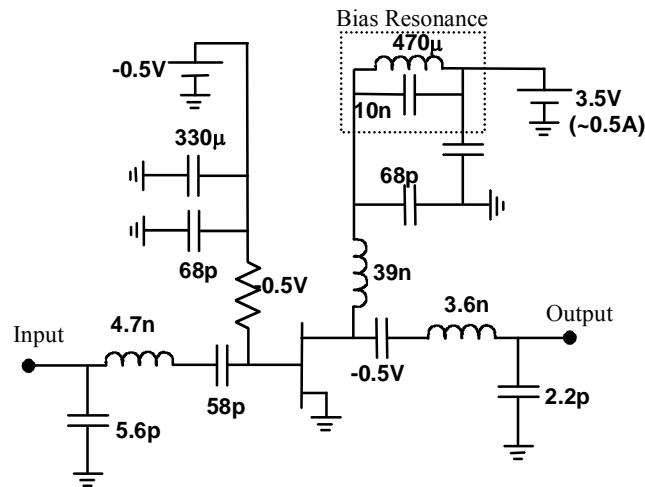 Bias Resonance
470μ
-0.5V
10n
3.5V
(~0.5A)
330μ
68p
68p
-0.5V
39n
Input
4.7n
3.6n
Output
58p
-0.5V
5.6p
2.2p